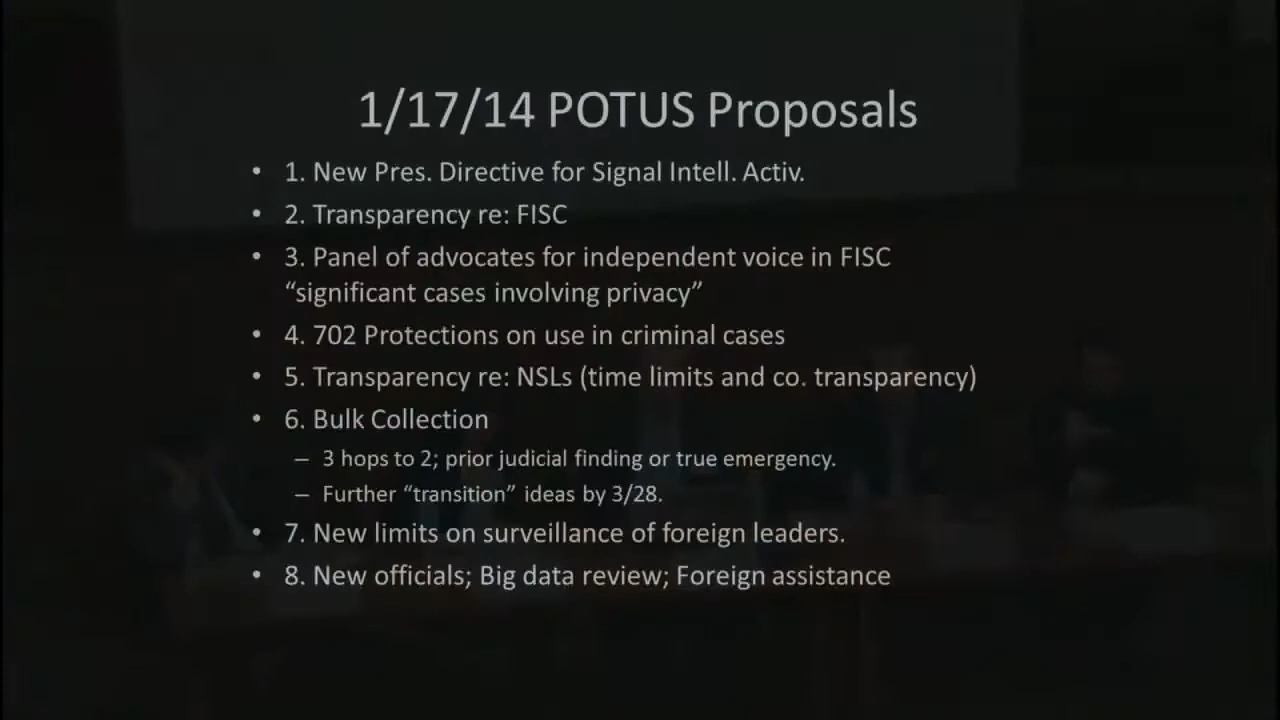 1/17/14 POTUS Proposals
• 1. New Pres. Directive for Signal Intell. Activ.
• 2. Transparency re: FISC
• 3. Panel of advocates for independent voice in FISC
“significant cases involving privacy”
• 4. 702 Protections on use in criminal cases
• 5. Transparency re: NSLs (time limits and co. transparency)
• 6. Bulk Collection
– 3 hops to 2; prior judicial finding or true emergency.
– Further “transition” ideas by 3/28.
• 7. New limits on surveillance of foreign leaders.
• 8. New officials; Big data review; Foreign assistance